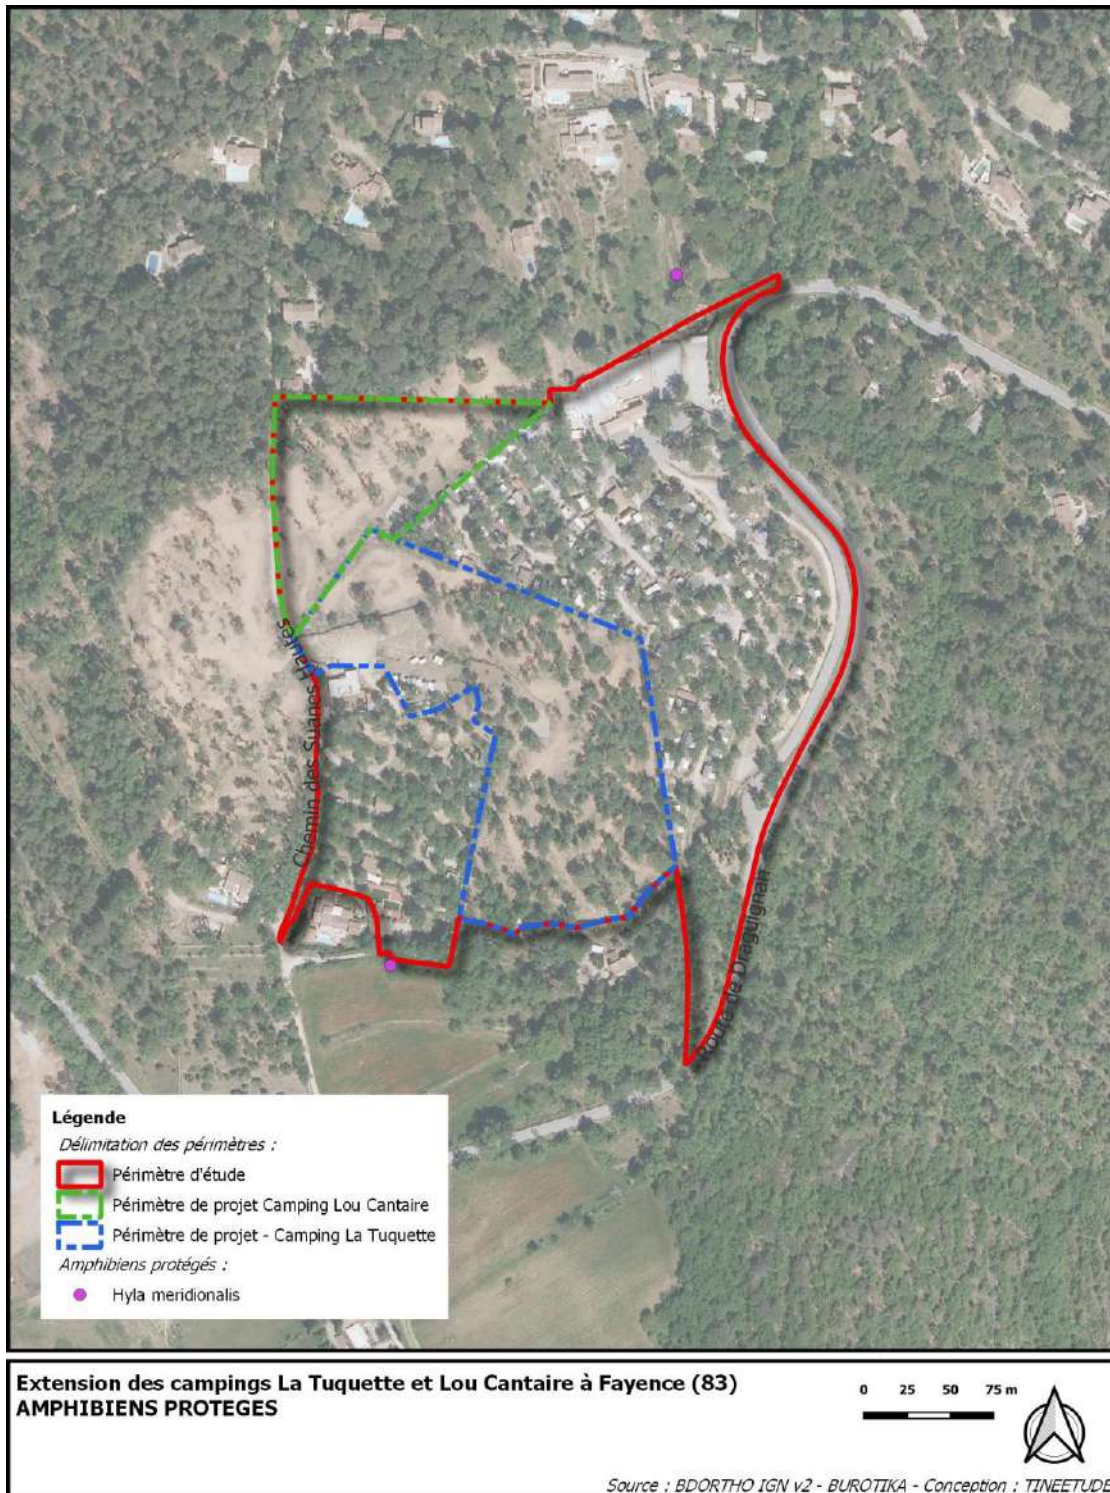 Chemin des Suanes Hautes
Route de Draguignan
Légende
Délimitation des périmètres :
Périmètre d'étude
Périmètre de projet Camping Lou Cantaire
Périmètre de projet - Camping La Tuquette
Amphibiens protégés :
Hyla meridionalis
Extension des campings La Tuquette et Lou Cantaire à Fayence (83)
AMPHIBIENS PROTEGES
0 25 50 75 m
Source : BDORTHO IGN v2 - BUROTIKA - Conception : TINEETUDE